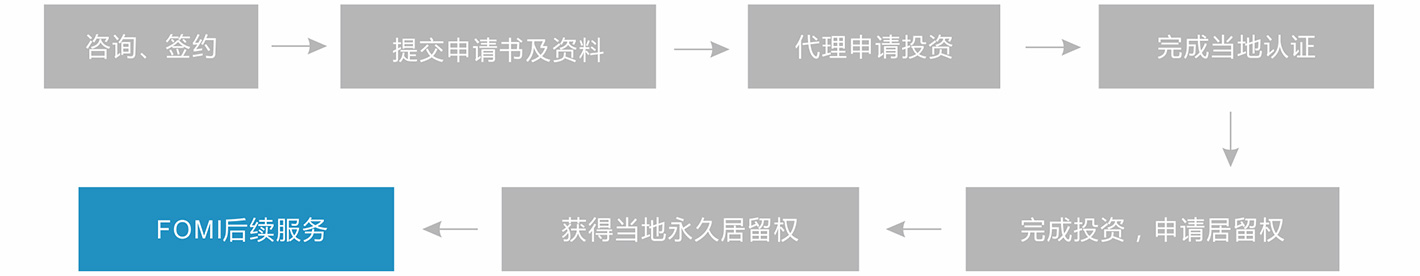 咨询、签约
提交申请书及资料
代理申请投资
完成当地认证
完成投资，申请居留权
获得当地永久居留权
FOMI后续服务